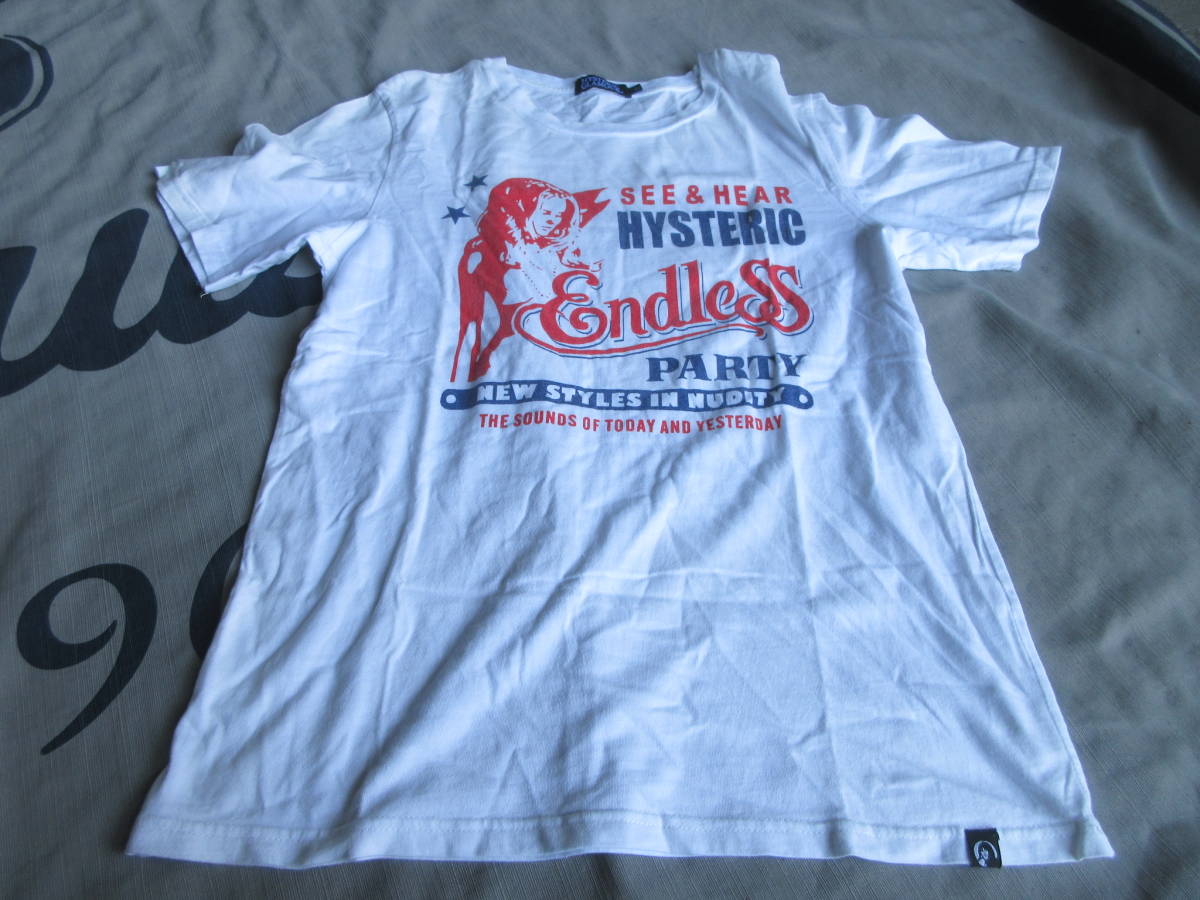 SEE & HEAR
HYSTERIC
Endless
PARTY
NEW STYLES IN NUDITY
THE SOUNDS OF TODAY AND YESTERDAY